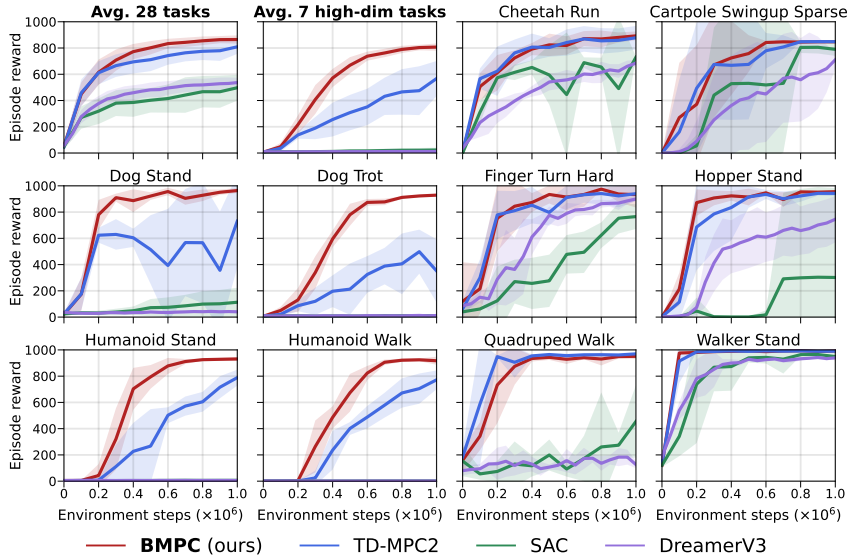 Avg. 28 tasks
Avg. 7 high-dim tasks
Cheetah Run
Cartpole Swingup Sparse
Episode reward
1000
800
600
400
200
0
Dog Stand
Dog Trot
Finger Turn Hard
Hopper Stand
Episode reward
1000
800
600
400
200
0
Humanoid Stand
Humanoid Walk
Quadruped Walk
Walker Stand
Episode reward
1000
800
600
400
200
0
0 0.2 0.4 0.6 0.8 1.0
0 0.2 0.4 0.6 0.8 1.0
0 0.2 0.4 0.6 0.8 1.0
0 0.2 0.4 0.6 0.8 1.0
Environment steps (×10⁶)
Environment steps (×10⁶)
Environment steps (×10⁶)
Environment steps (×10⁶)
BMPC (ours)
TD-MPC2
SAC
DreamerV3